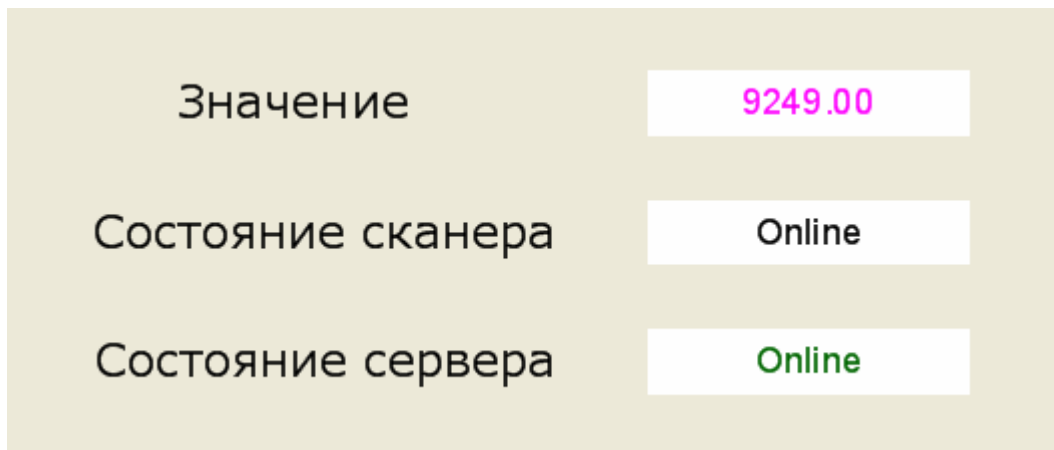 Значение 9249.00
Состояние сканера Online
Состояние сервера Online